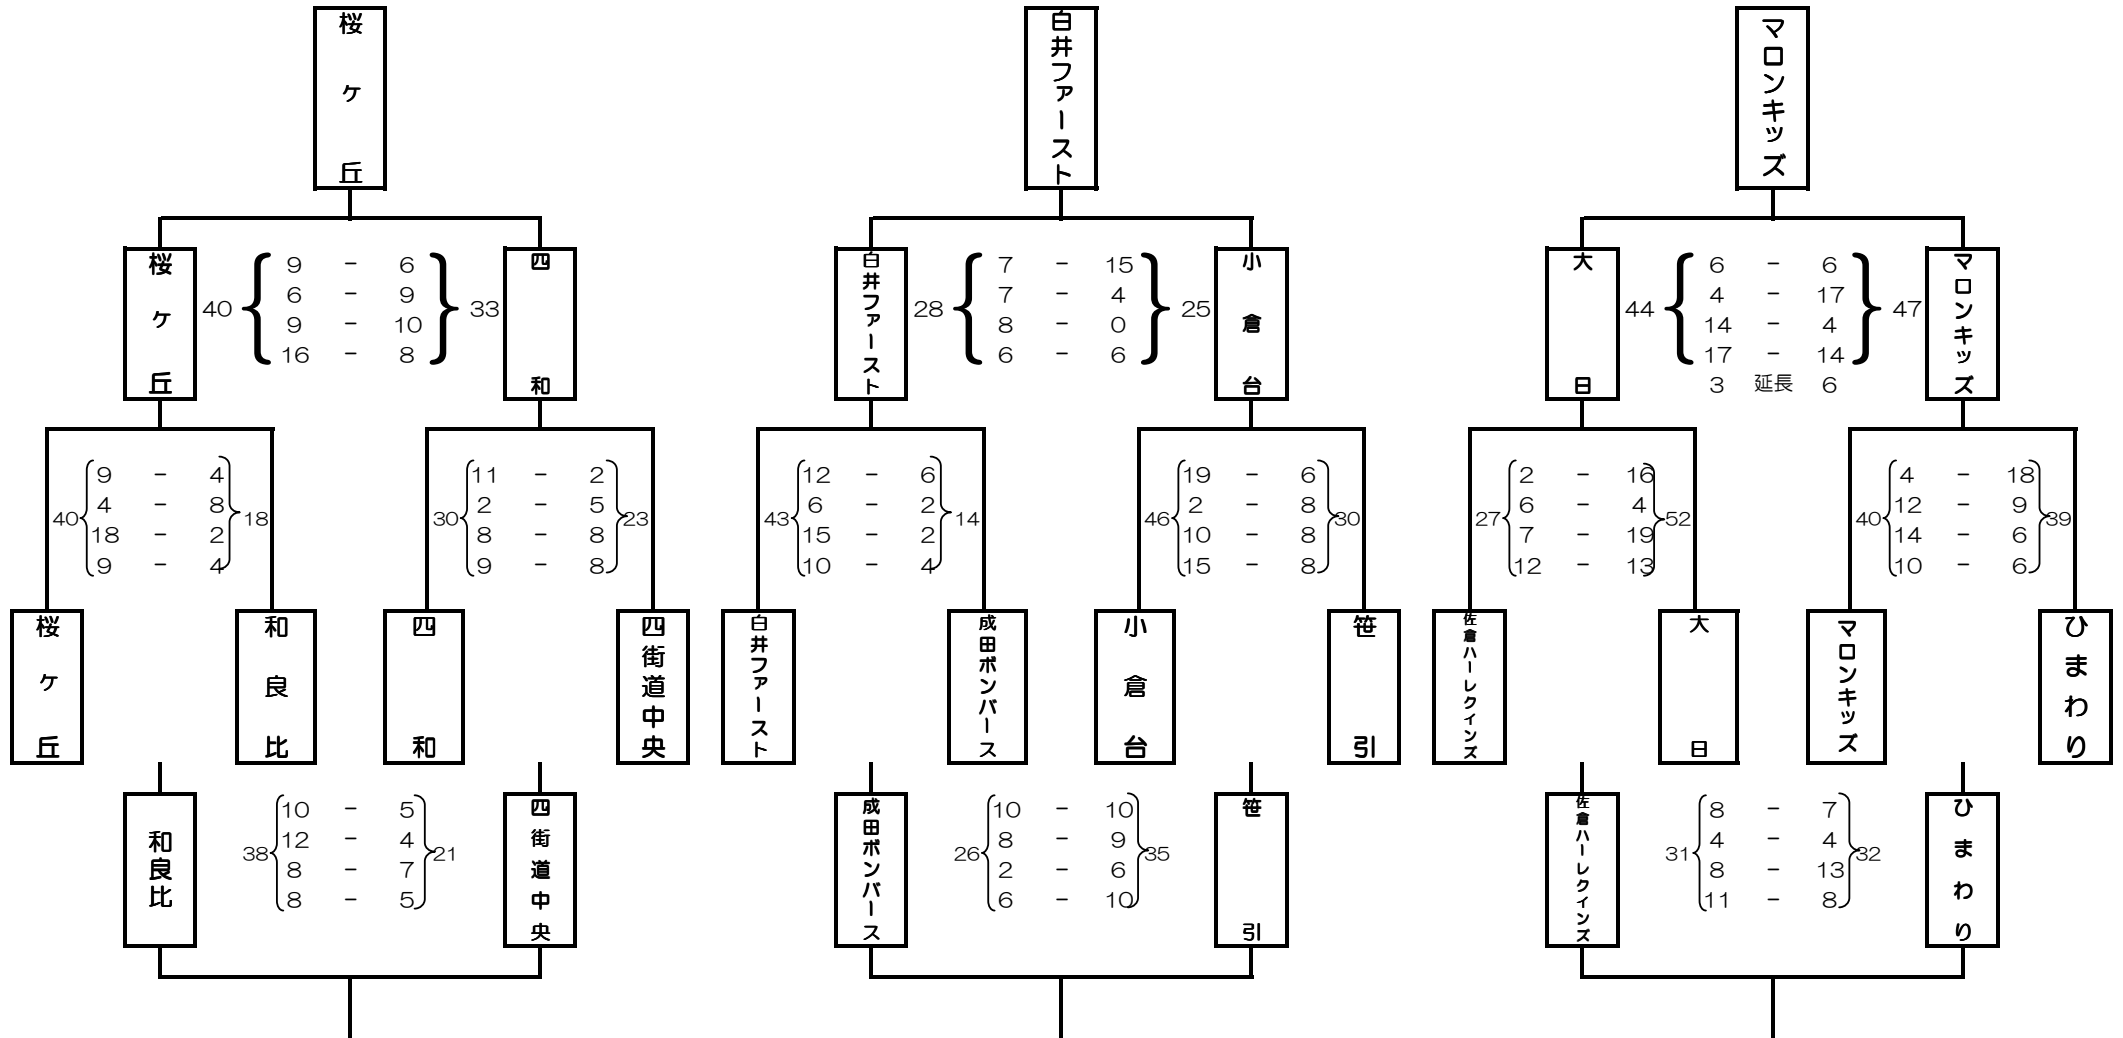 桜ヶ丘
白井ファースト
マロンキッズ
桜ヶ丘
40
9 - 6
6 - 9
9 - 10
16 - 8
33
四和
白井ファースト
28
7 - 15
7 - 4
8 - 0
6 - 6
25
小倉台
大日
44
6 - 6
4 - 17
14 - 4
17 - 14
3 延長 6
47
マロンキッズ
40
9 - 4
4 - 8
18 - 2
9 - 4
18
30
11 - 2
2 - 5
8 - 8
9 - 8
23
43
12 - 6
6 - 2
15 - 2
10 - 4
14
46
19 - 6
2 - 8
10 - 8
15 - 8
30
27
2 - 16
6 - 4
7 - 19
12 - 13
52
40
4 - 18
12 - 9
14 - 6
10 - 6
39
桜ヶ丘
和良比
四和
四街道中央
白井ファースト
成田ボンバース
小倉台
笹引
佐倉ハーレクインズ
大日
マロンキッズ
ひまわり
和良比
38
10 - 5
12 - 4
8 - 7
8 - 5
21
四街道中央
成田ボンバース
26
10 - 10
8 - 9
2 - 6
6 - 10
35
笹引
佐倉ハーレクインズ
31
8 - 7
4 - 4
8 - 13
11 - 8
32
ひまわり